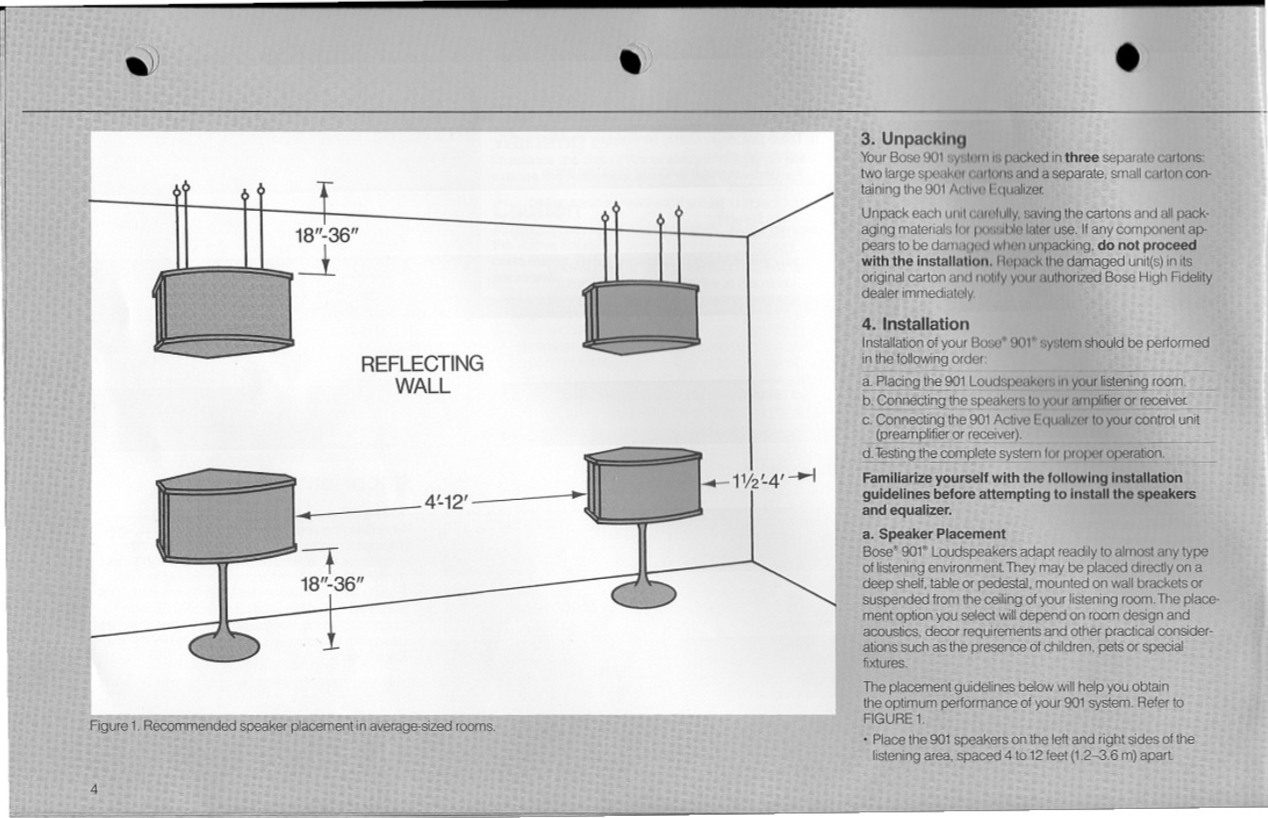 18"-36"
REFLECTING
WALL
4'-12'
1½'-4'
18"-36"
Figure 1. Recommended speaker placement in average-sized rooms.
4
3. Unpacking
Your Bose 901 system is packed in three separate cartons:
two large speaker cartons and a separate, small carton con-
taining the 901 Active Equalizer.
Unpack each unit carefully, saving the cartons and all pack-
aging materials for possible later use. If any component ap-
pears to be damaged when unpacking, do not proceed
with the installation. Repack the damaged unit(s) in its
original carton and notify your authorized Bose High Fidelity
dealer immediately.
4. Installation
Installation of your Bose® 901® system should be performed
in the following order:
a. Placing the 901 Loudspeakers in your listening room.
b. Connecting the speakers to your amplifier or receiver.
c. Connecting the 901 Active Equalizer to your control unit
(preamplifier or receiver).
d. Testing the complete system for proper operation.
Familiarize yourself with the following installation
guidelines before attempting to install the speakers
and equalizer.
a. Speaker Placement
Bose® 901® Loudspeakers adapt readily to almost any type
of listening environment. They may be placed directly on a
deep shelf, table or pedestal, mounted on wall brackets or
suspended from the ceiling of your listening room. The place-
ment option you select will depend on room design and
acoustics, decor requirements and other practical consider-
ations such as the presence of children, pets or special
fixtures.
The placement guidelines below will help you obtain
the optimum performance of your 901 system. Refer to
FIGURE 1.
• Place the 901 speakers on the left and right sides of the
listening area, spaced 4 to 12 feet (1.2–3.6 m) apart.